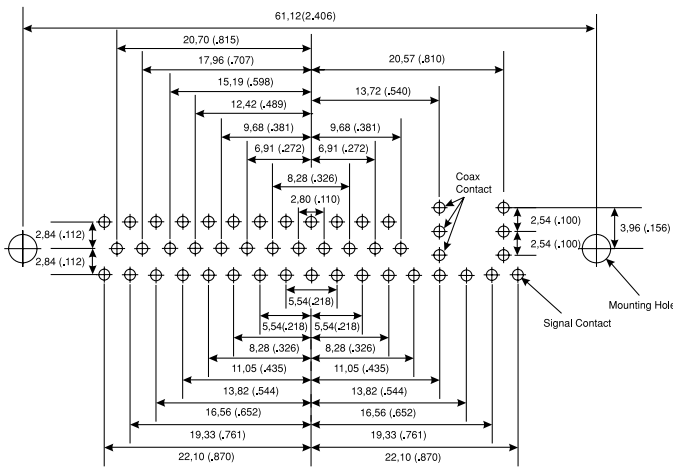 61,12(2.406)
20,70 (.815)
20,57 (.810)
17,96 (.707)
15,19 (.598)
13,72 (.540)
12,42 (.489)
9,68 (.381) 9,68 (.381)
6,91 (.272) 6,91 (.272)
Coax
Contact
8,28 (.326)
2,80 (.110)
2,54 (.100)
3,96 (.156)
2,84 (.112)
2,54 (.100)
2,84 (.112)
Mounting Hole
5,54 (.218)
Signal Contact
5,54(.218) 5,54(.218)
8,28 (.326) 8,28 (.326)
11,05 (.435) 11,05 (.435)
13,82 (.544) 13,82 (.544)
16,56 (.652) 16,56 (.652)
19,33 (.761) 19,33 (.761)
22,10 (.870) 22,10 (.870)